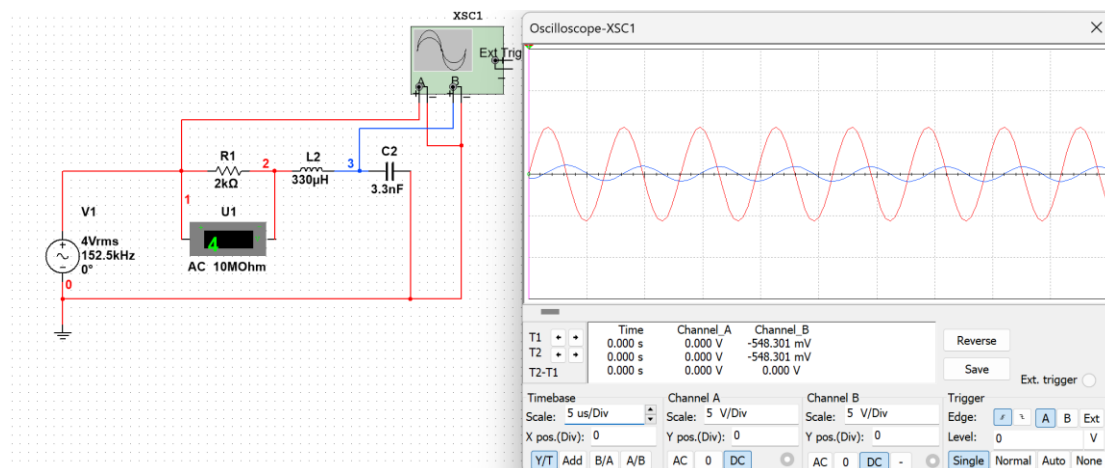 XSC1
Ext Trig
+
-
A
B
+
-
+
-
R1
2kΩ
2
L2
330μH
3
C2
3.3nF
1
U1
4
AC 10MOhm
V1
4Vrms
152.5kHz
0°
0
Oscilloscope-XSC1
Time Channel_A Channel_B
T1 0.000 s 0.000 V -548.301 mV
T2 0.000 s 0.000 V -548.301 mV
T2-T1 0.000 s 0.000 V 0.000 V
Reverse
Save
Ext. trigger
Timebase Channel A Channel B Trigger
Scale: 5 us/Div Scale: 5 V/Div Scale: 5 V/Div Edge: A B Ext
X pos.(Div): 0 Y pos.(Div): 0 Y pos.(Div): 0 Level: 0 V
Y/T Add B/A A/B AC 0 DC AC 0 DC - Single Normal Auto None